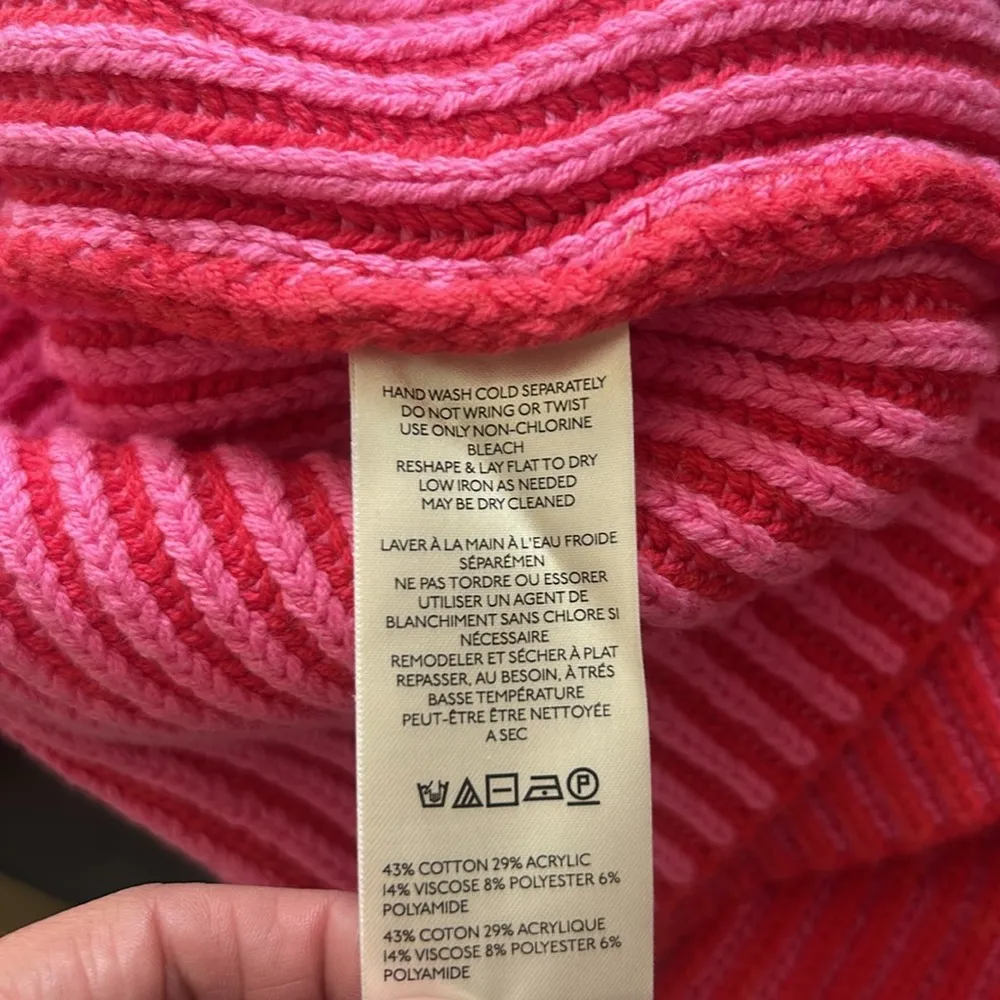 HAND WASH COLD SEPARATELY
DO NOT WRING OR TWIST
USE ONLY NON-CHLORINE
BLEACH
RESHAPE & LAY FLAT TO DRY
LOW IRON AS NEEDED
MAY BE DRY CLEANED
LAVER À LA MAIN À L'EAU FROIDE
SÉPARÉMEN
NE PAS TORDRE OU ESSORER
UTILISER UN AGENT DE
BLANCHIMENT SANS CHLORE SI
NÉCESSAIRE
REMODELER ET SÉCHER À PLAT
REPASSER, AU BESOIN, À TRÉS
BASSE TEMPÉRATURE
PEUT-ÊTRE ÊTRE NETTOYÉE
A SEC
P
43% COTTON 29% ACRYLIC
14% VISCOSE 8% POLYESTER 6%
POLYAMIDE
43% COTON 29% ACRYLIQUE
14% VISCOSE 8% POLYESTER 6%
POLYAMIDE